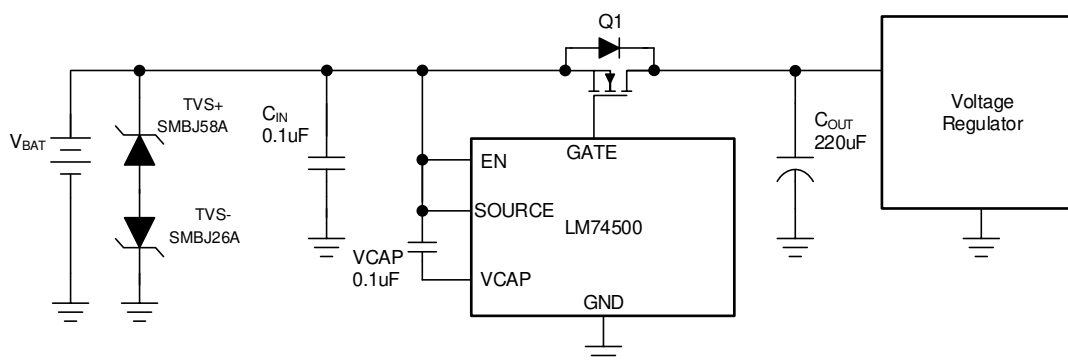 Q1
TVS+
SMBJ58A
VBAT
CIN
0.1uF
TVS-
SMBJ26A
EN
SOURCE
VCAP
GATE
LM74500
GND
VCAP
0.1uF
COUT
220uF
Voltage
Regulator